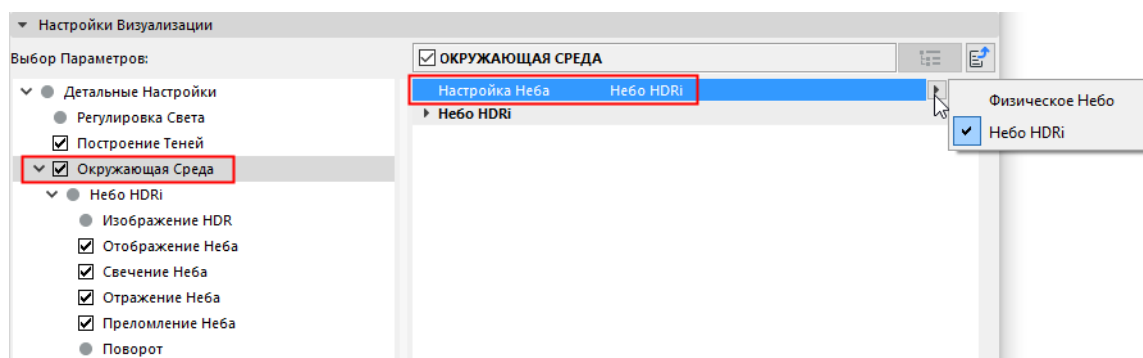 Настройки Визуализации
Выбор Параметров:
ОКРУЖАЮЩАЯ СРЕДА
Детальные Настройки
Регулировка Света
Построение Теней
Окружающая Среда
Небо HDRi
Изображение HDR
Отображение Неба
Свечение Неба
Отражение Неба
Преломление Неба
Поворот
Настройка Неба Небо HDRi
Небо HDRi
Физическое Небо
Небо HDRi